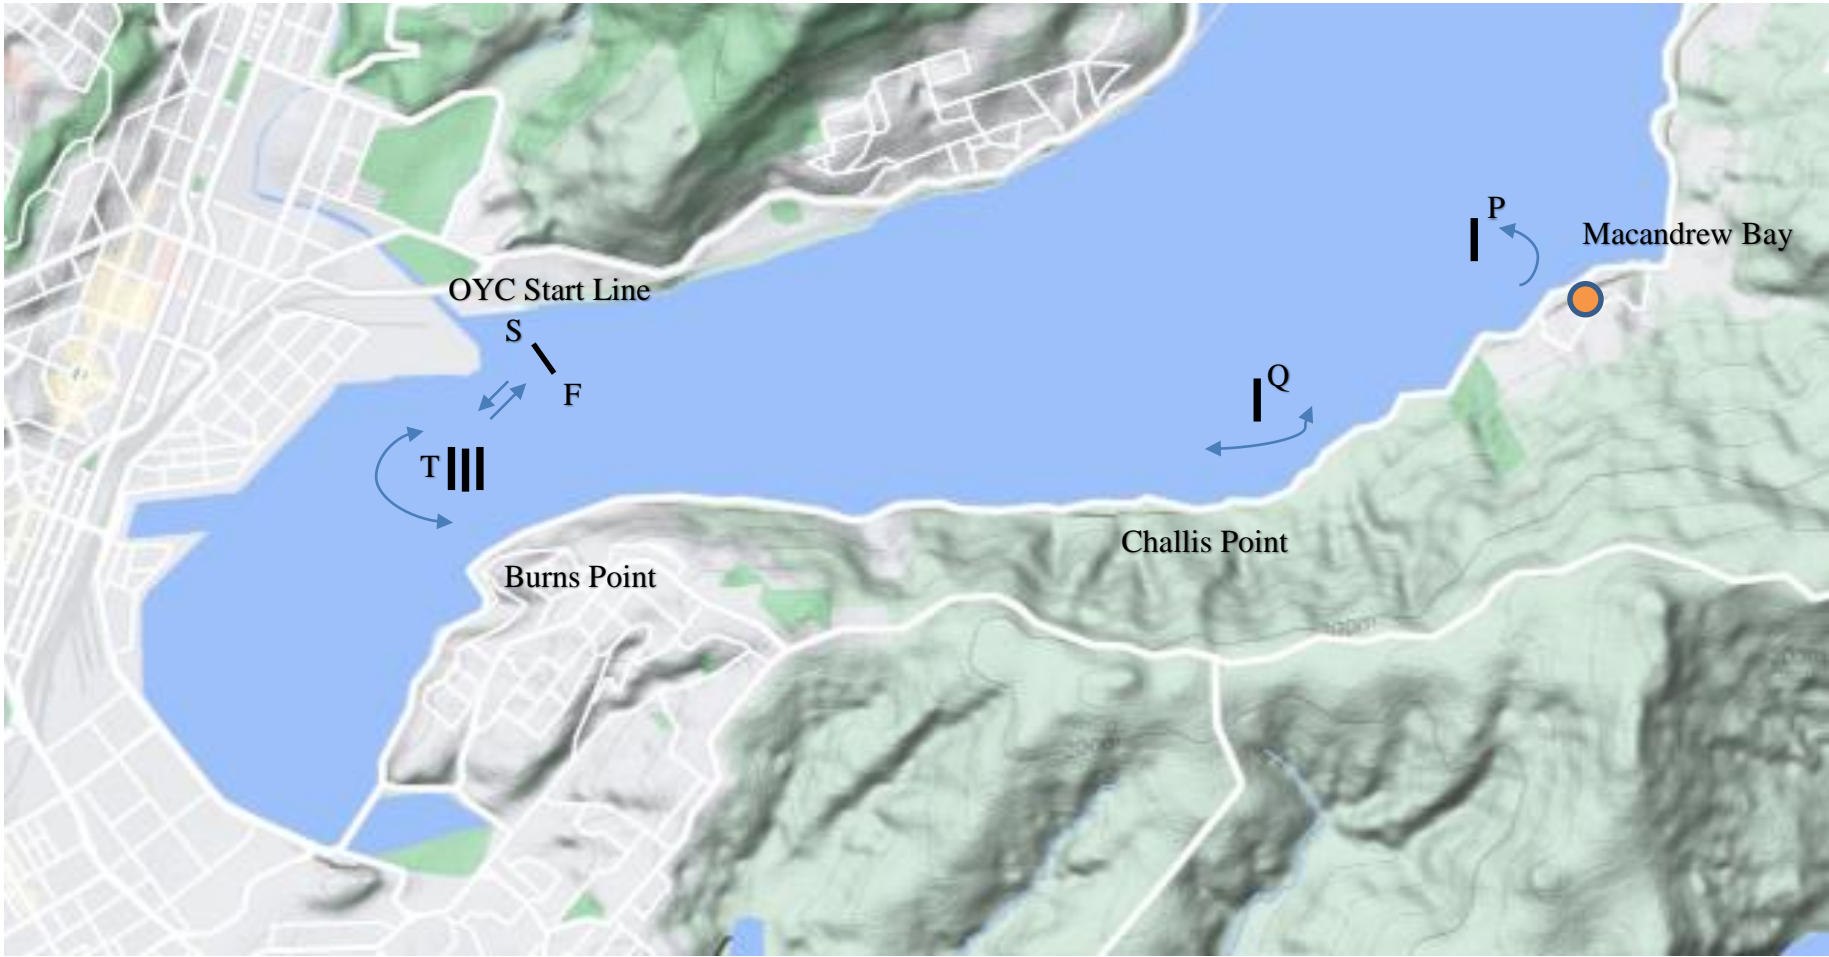 P
Macandrew Bay
OYC Start Line
S
F
Q
T
Challis Point
Burns Point